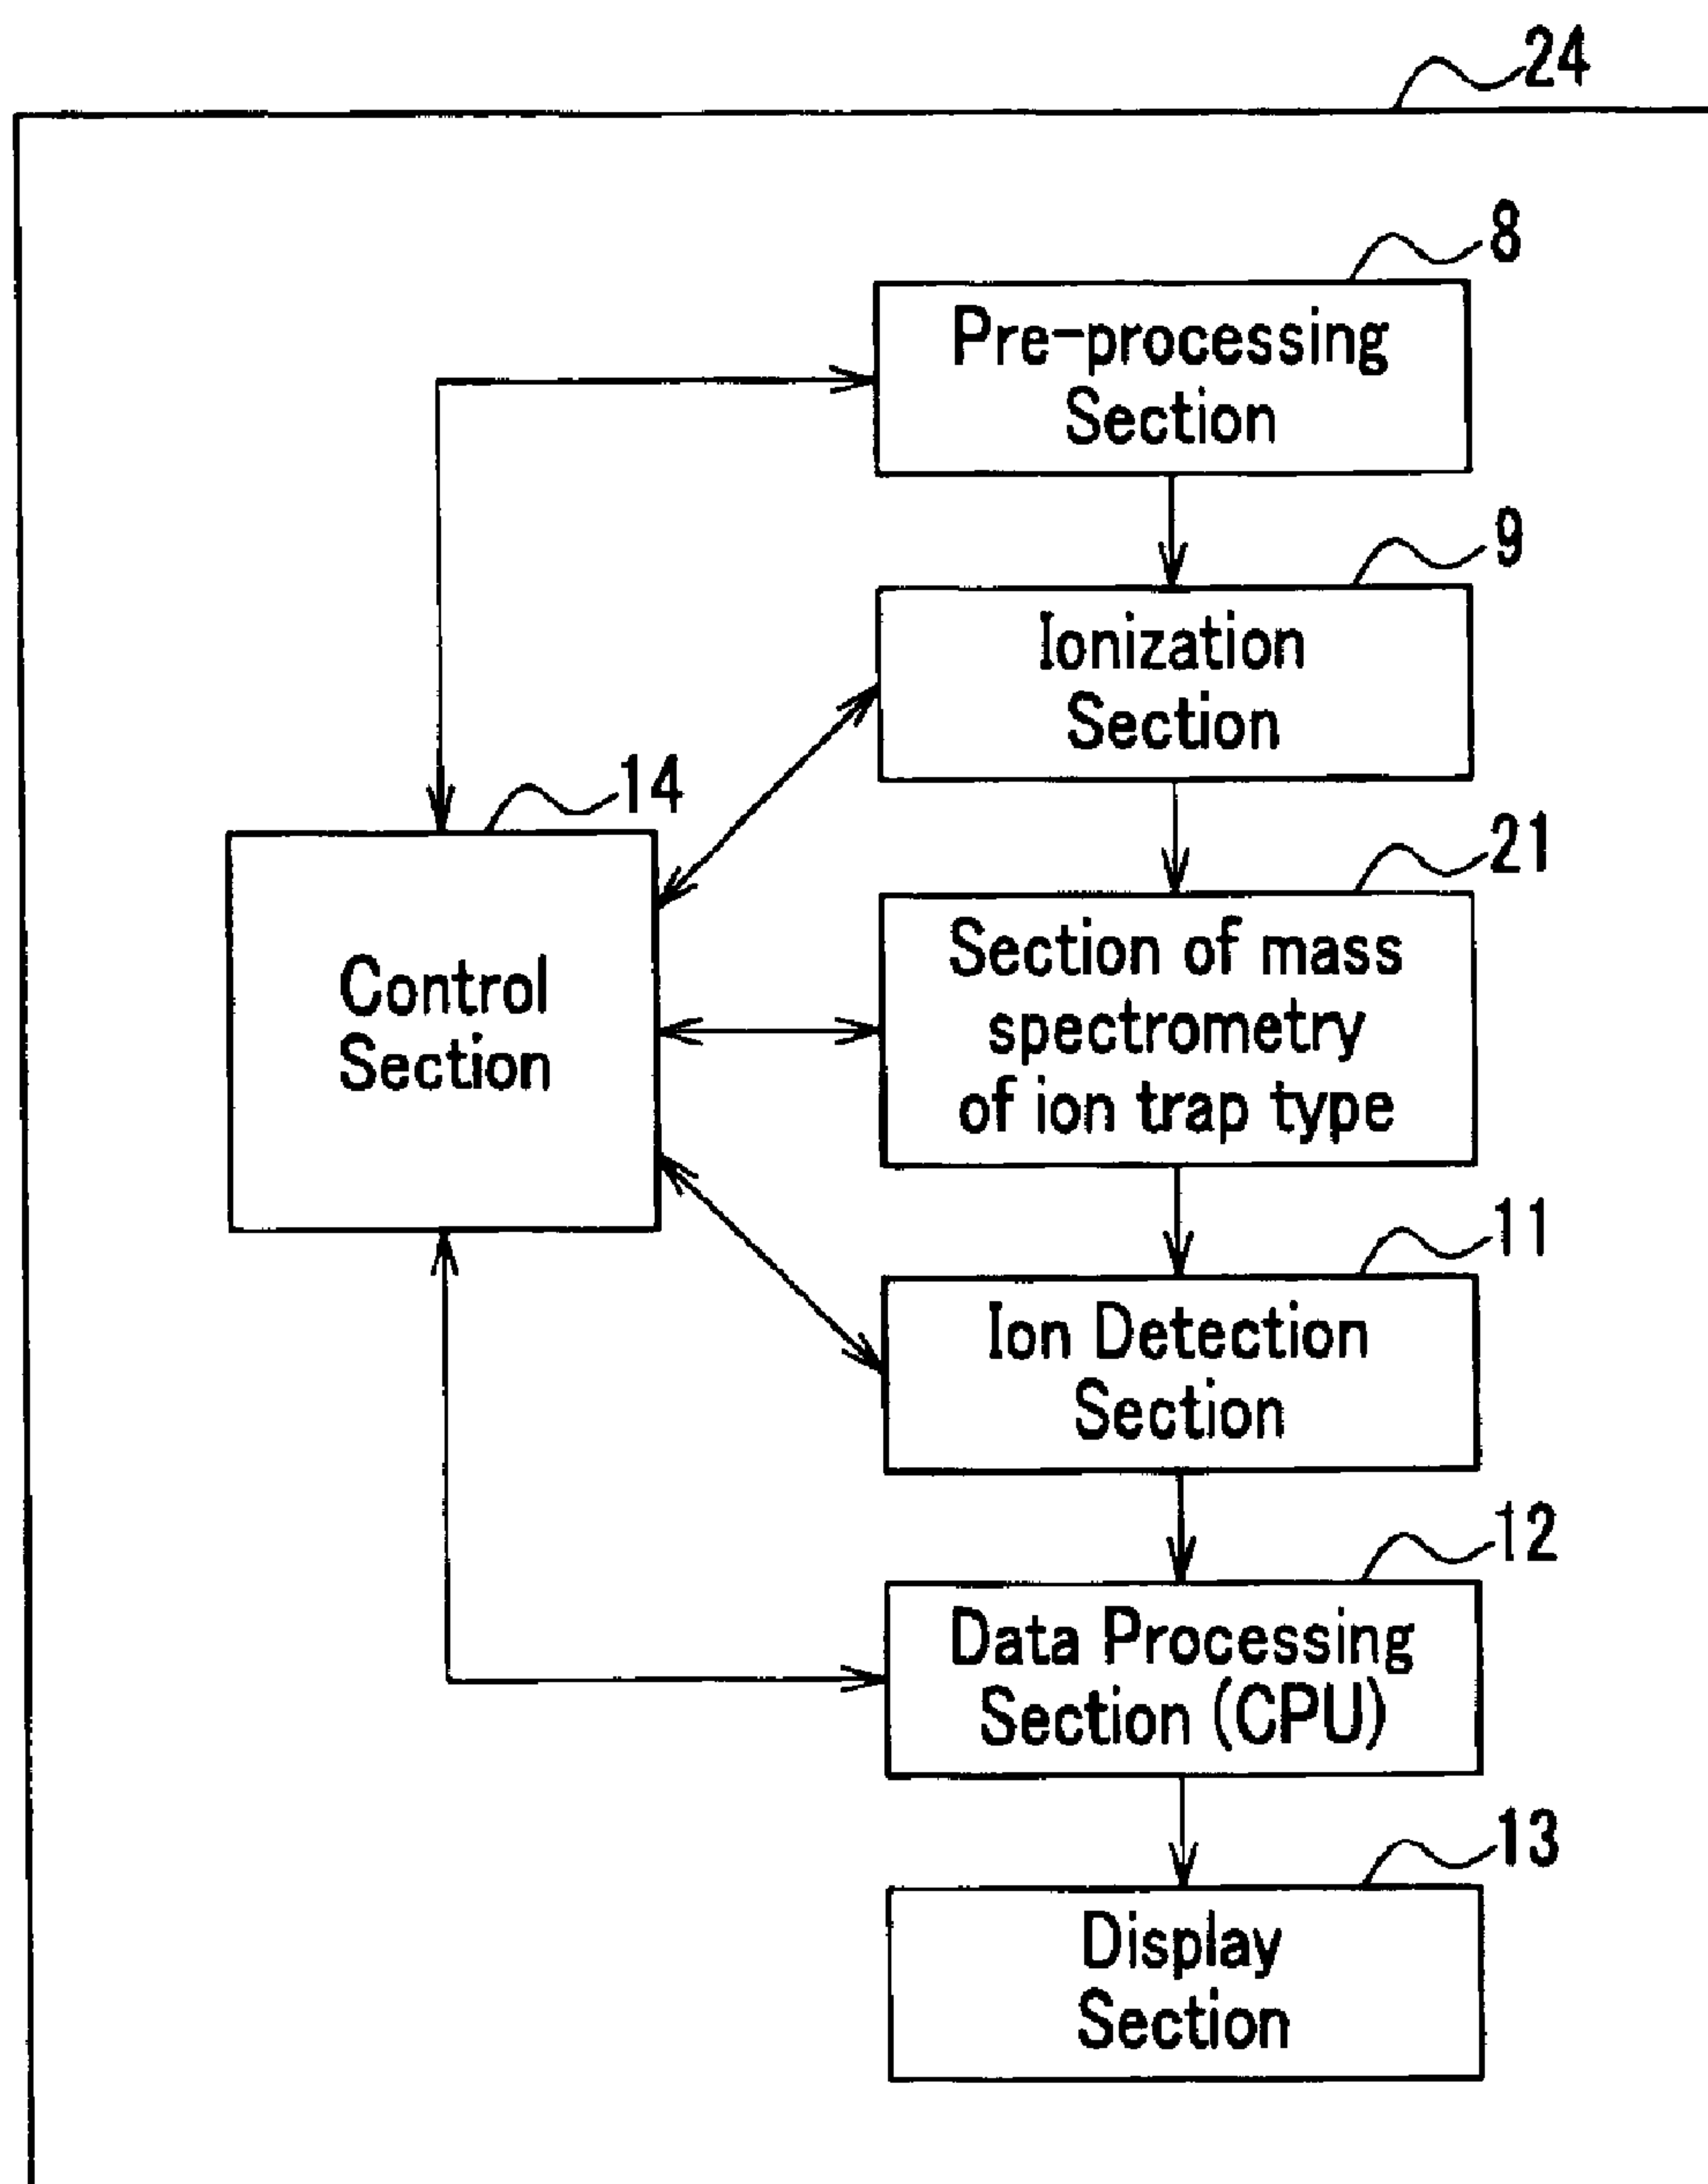 24
8
Pre-processing
Section
9
Ionization
Section
14
Control
Section
21
Section of mass
spectrometry
of ion trap type
11
Ion Detection
Section
12
Data Processing
Section (CPU)
13
Display
Section